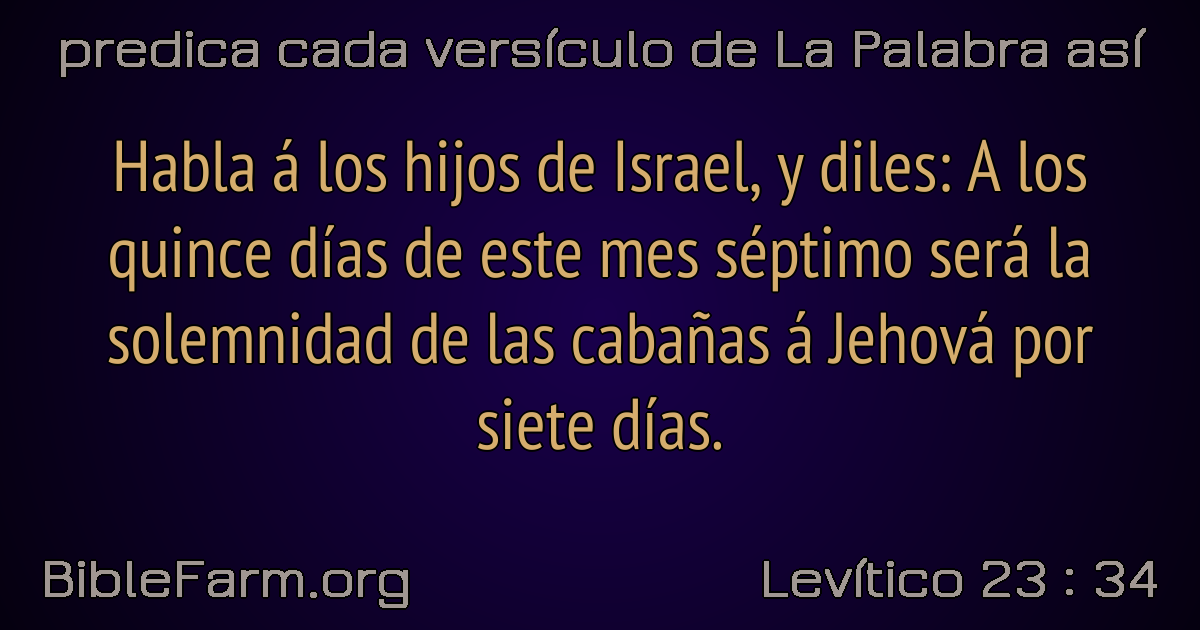 predica cada versículo de La Palabra así
Habla á los hijos de Israel, y diles: A los
quince días de este mes séptimo será la
solemnidad de las cabañas á Jehová por
siete días.
BibleFarm.org
Levítico 23 : 34